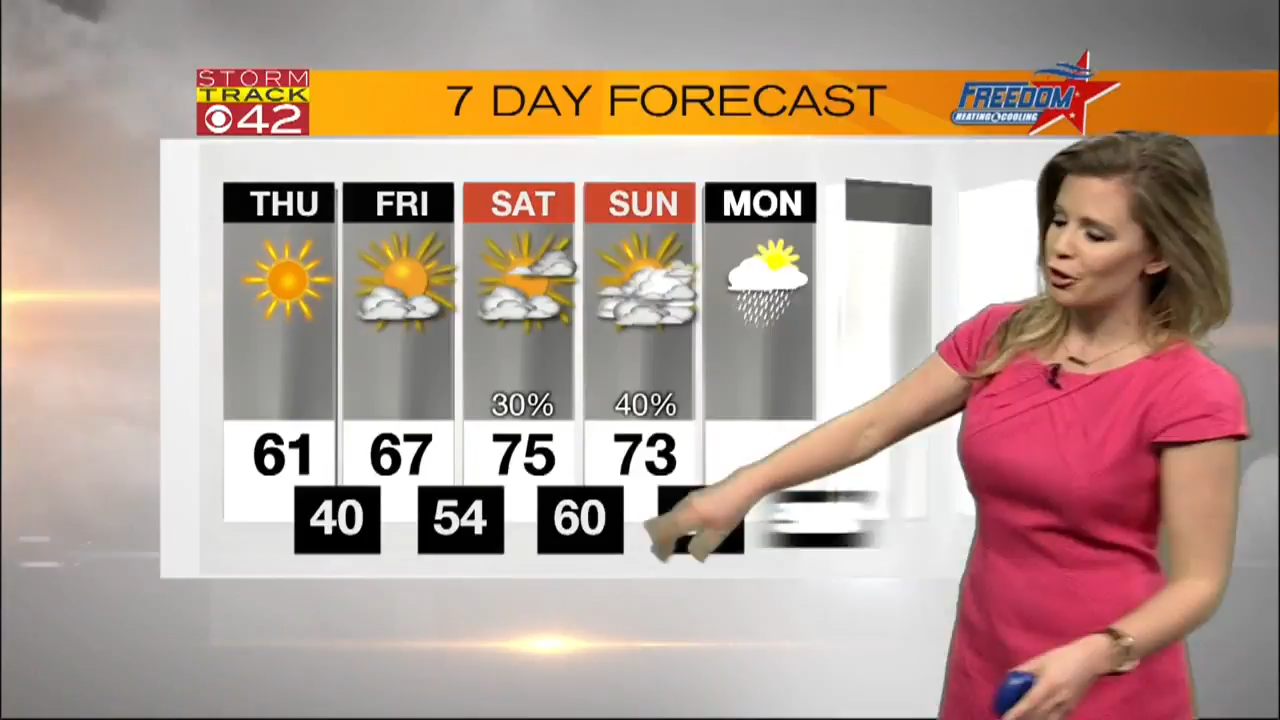 STORM
TRACK
42
7 DAY FORECAST
FREEDOM
HEATING & COOLING
THU FRI SAT SUN MON
30% 40%
61 67 75 73
40 54 60